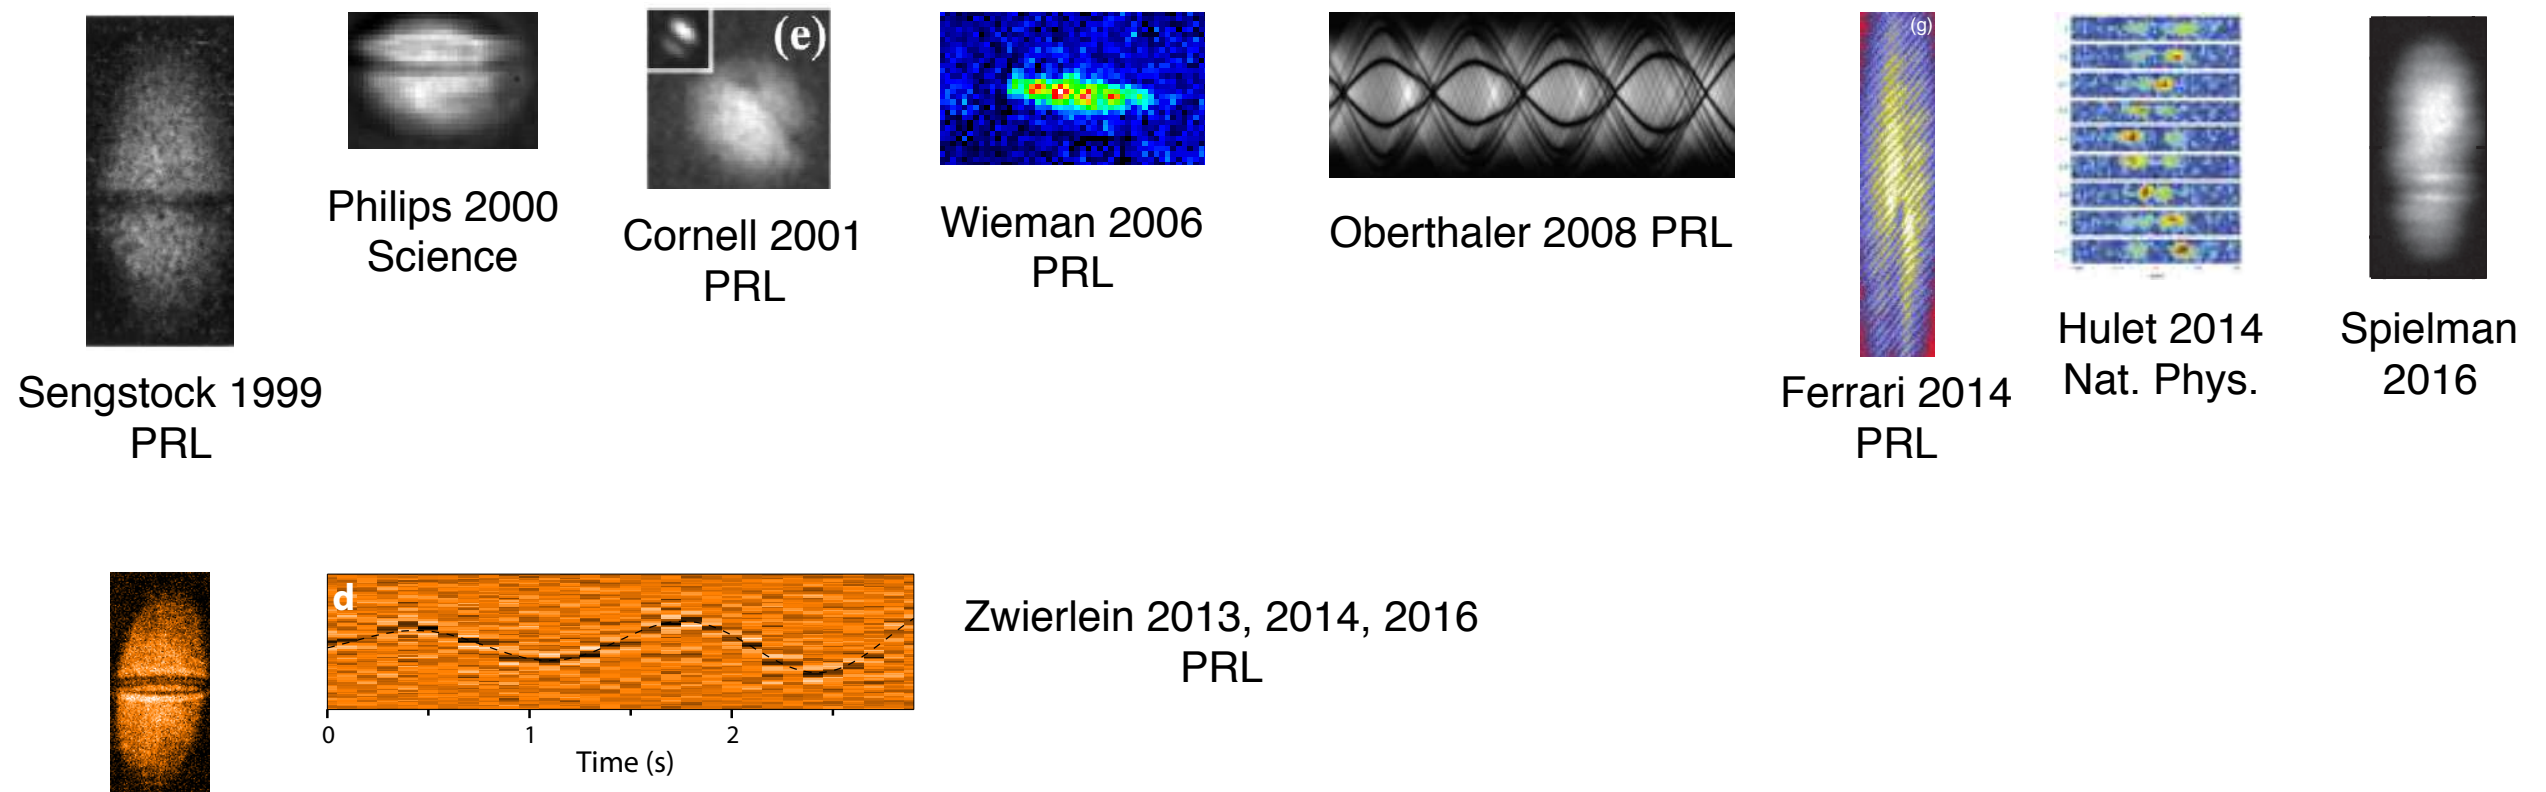 (e)
(g)
Philips 2000
Science
Cornell 2001
PRL
Wieman 2006
PRL
Oberthaler 2008 PRL
Hulet 2014
Nat. Phys.
Spielman
2016
Sengstock 1999
PRL
Ferrari 2014
PRL
d
Zwierlein 2013, 2014, 2016
PRL
0 1 2
Time (s)